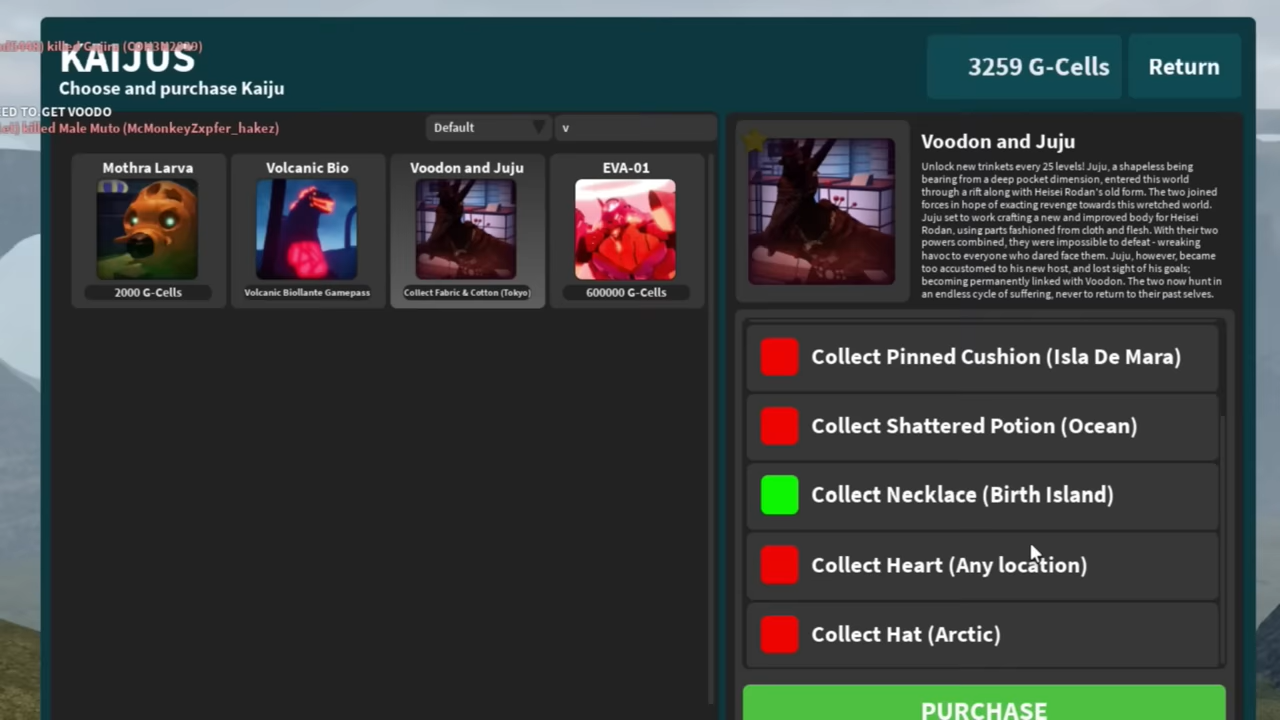 killed Gojira
KAIJUS
Choose and purchase Kaiju
3259 G-Cells
Return
TO GET VOODO
killed Male Muto (McMonkeyZxpfer_hakez)
Default
v
Mothra Larva
2000 G-Cells
Volcanic Bio
Volcanic Biollante Gamepass
Voodon and Juju
Collect Fabric & Cotton (Tokyo)
EVA-01
600000 G-Cells
Voodon and Juju
Unlock new trinkets every 25 levels! Juju, a shapeless being
bearing from a deep pocket dimension, entered this world
through a rift along with Heisei Rodan's old form. The two joined
forces in hope of exacting revenge towards this wretched world.
Juju set to work crafting a new and improved body for Heisei
Rodan, using parts fashioned from cloth and flesh. With their two
powers combined, they were impossible to defeat - wreaking
havoc to everyone who dared face them. Juju, however, became
too accustomed to his new host, and lost sight of his goals;
becoming permanently linked with Voodon. The two now hunt in
an endless cycle of suffering, never to return to their past selves.
Collect Pinned Cushion (Isla De Mara)
Collect Shattered Potion (Ocean)
Collect Necklace (Birth Island)
Collect Heart (Any location)
Collect Hat (Arctic)
PURCHASE